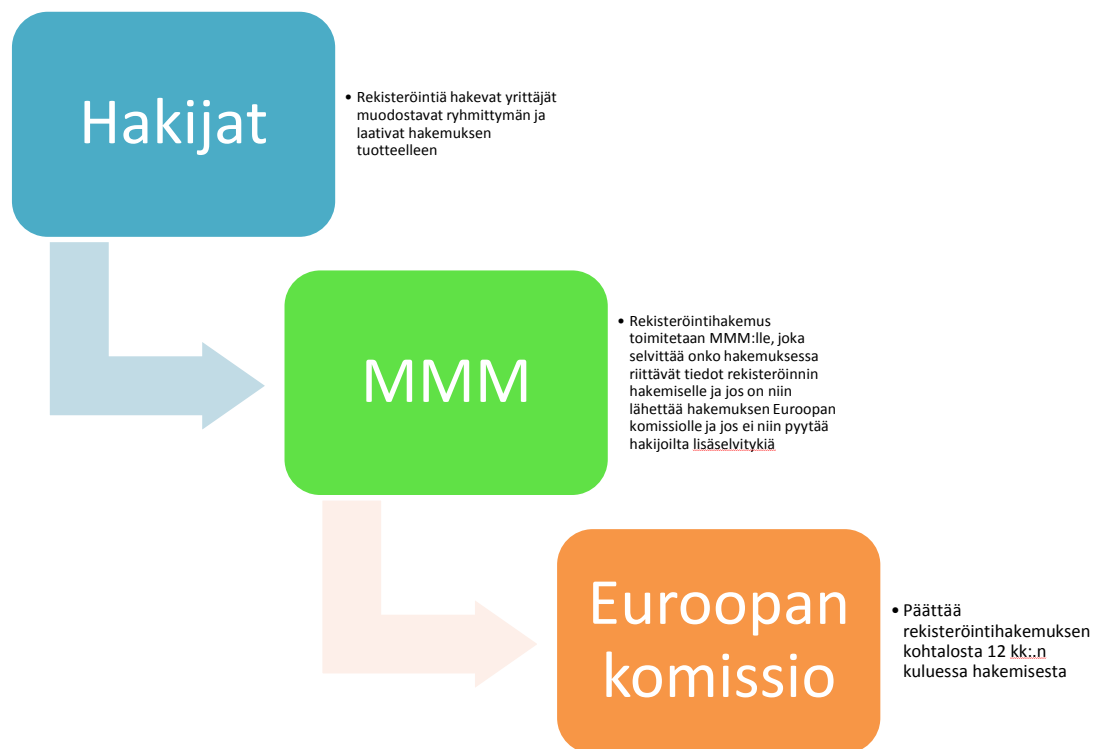 Hakijat
• Rekisteröintiä hakevat yrittäjät
muodostavat ryhmittymän ja
laativat hakemuksen
tuotteelleen
MMM
• Rekisteröintihakemus
toimitetaan MMM:lle, joka
selvittää onko hakemuksessa
riittävät tiedot rekisteröinnin
hakemiselle ja jos on niin
lähettää hakemuksen Euroopan
komissiolle ja jos ei niin pyytää
hakijoilta lisäselvitykiä
Euroopan
komissio
• Päättää
rekisteröintihakemuksen
kohtalosta 12 kk:.n
kuluessa hakemisesta